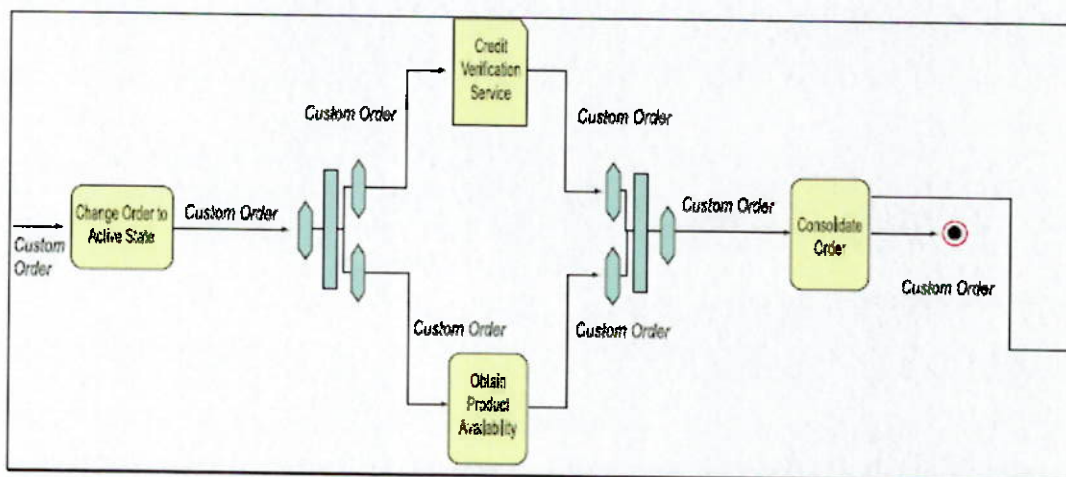 Custom
Order
Change Order to
Active State
Custom Order
Custom Order
Credit
Verification
Service
Custom Order
Custom Order
Obtain
Product
Availability
Custom Order
Custom Order
Consolidate
Order
Custom Order